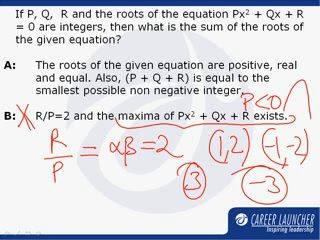 If P, Q, R and the roots of the equation Px² + Qx + R
= 0 are integers, then what is the sum of the roots of
the given equation?
A: The roots of the given equation are positive, real
and equal. Also, (P + Q + R) is equal to the
smallest possible non negative integer.
P<0
B: R/P=2 and the maxima of Px² + Qx + R exists.
R/P = αβ = 2 (1,2) (-1,-2)
3 -3
CAREER LAUNCHER
Inspiring leadership